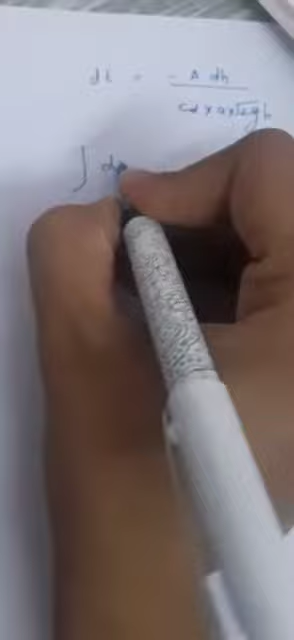 dt = - A dh / Cd x a x √2gh
∫ d